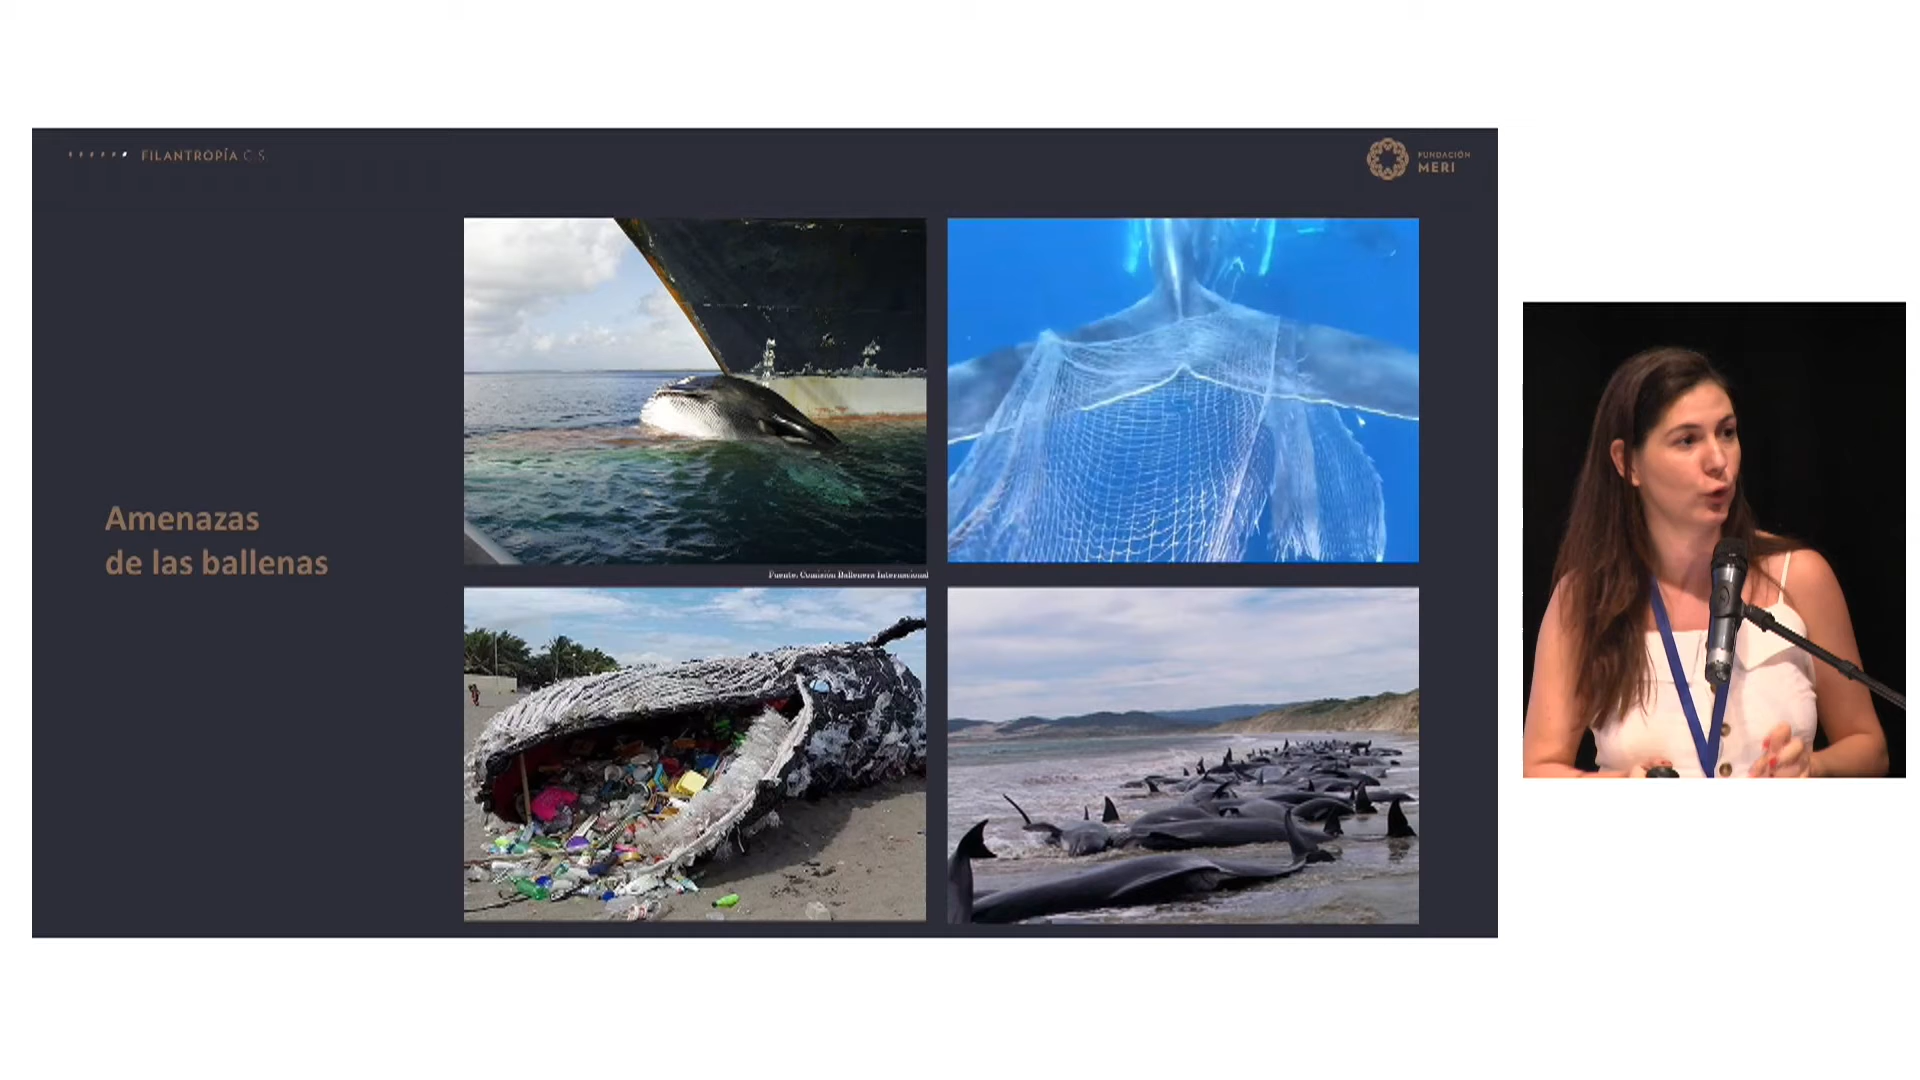 FILANTROPÍA C.S.
FUNDACIÓN
MERI
Amenazas
de las ballenas
Fuente: Comisión Ballenera Internacional